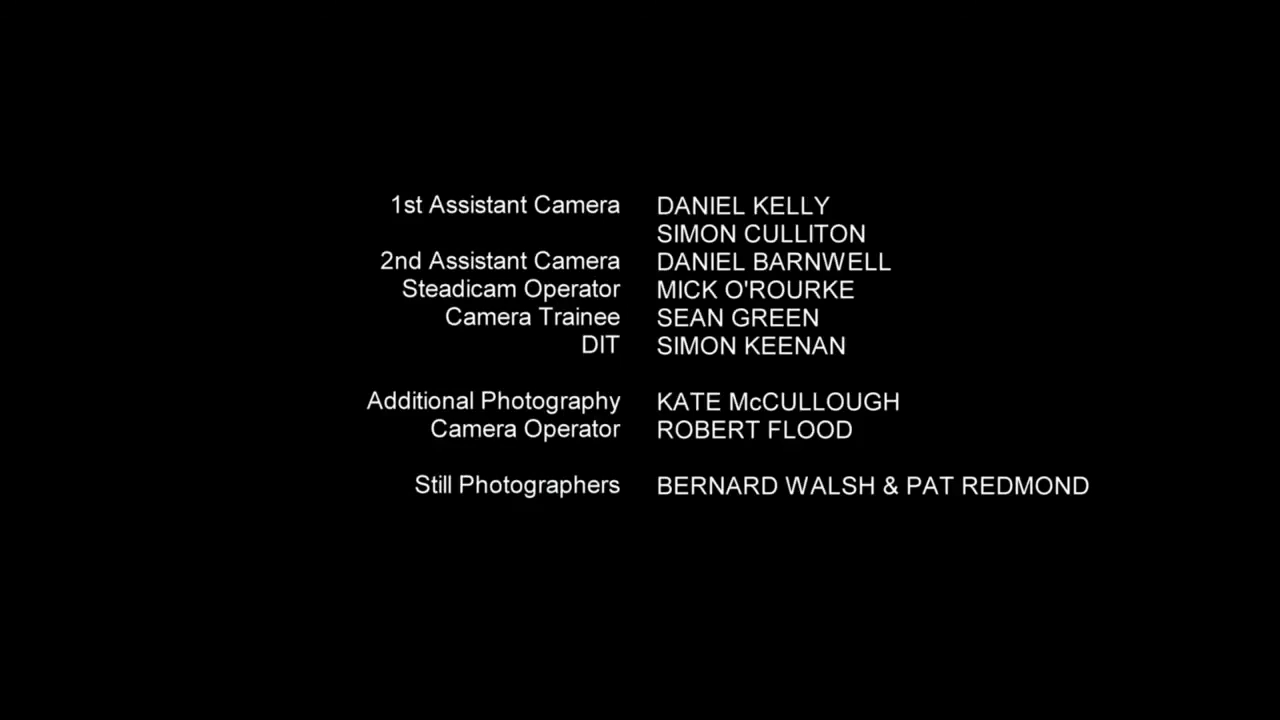 1st Assistant Camera DANIEL KELLY
SIMON CULLITON
2nd Assistant Camera DANIEL BARNWELL
Steadicam Operator MICK O'ROURKE
Camera Trainee SEAN GREEN
DIT SIMON KEENAN
Additional Photography KATE McCULLOUGH
Camera Operator ROBERT FLOOD
Still Photographers BERNARD WALSH & PAT REDMOND